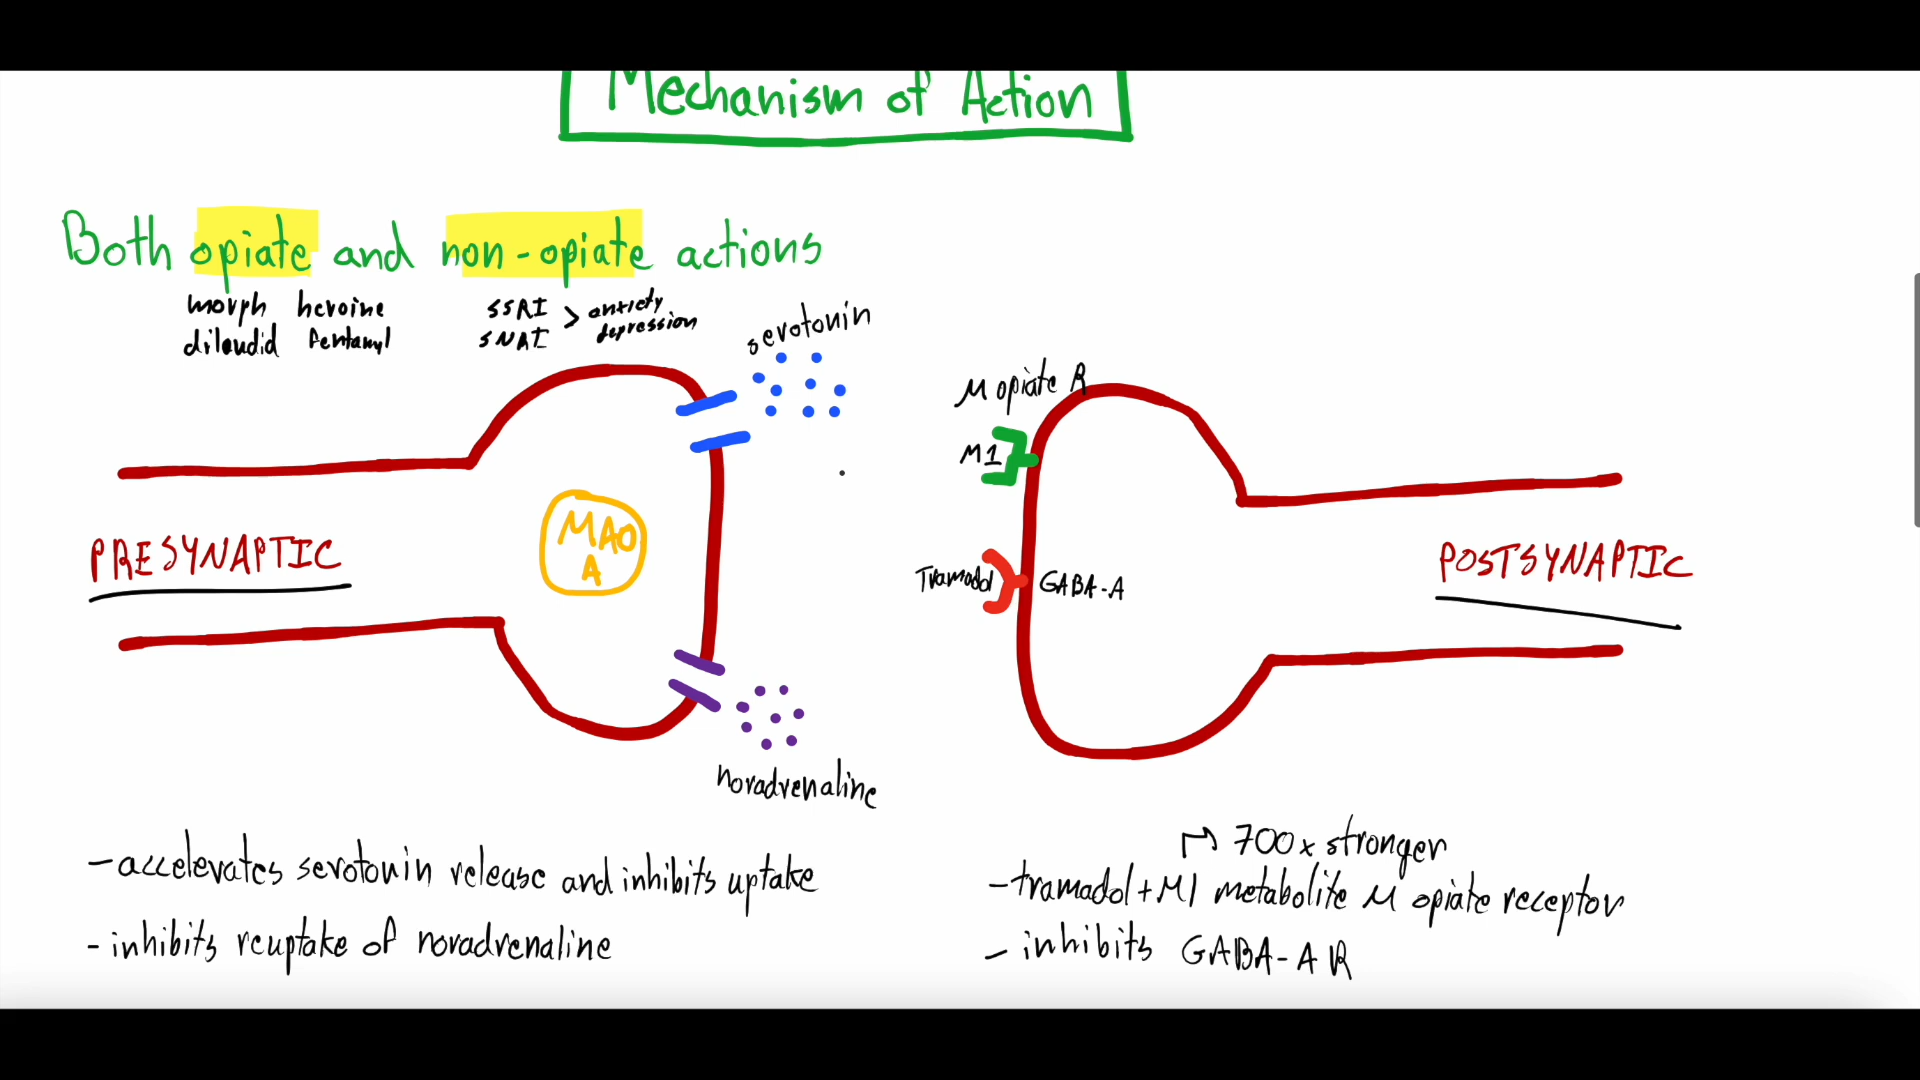 Mechanism of Action
Both opiate and non-opiate actions
morph heroine
dilaudid fentanyl
SSRI > anxiety
SNRI depression
serotonin
M opiate R
M1
MAO
A
PRESYNAPTIC
Tramadol
GABA-A
POSTSYNAPTIC
noradrenaline
- accelerates serotonin release and inhibits uptake
- inhibits reuptake of noradrenaline
→ 700x stronger
- tramadol + M1 metabolite M opiate receptor
- inhibits GABA-A R